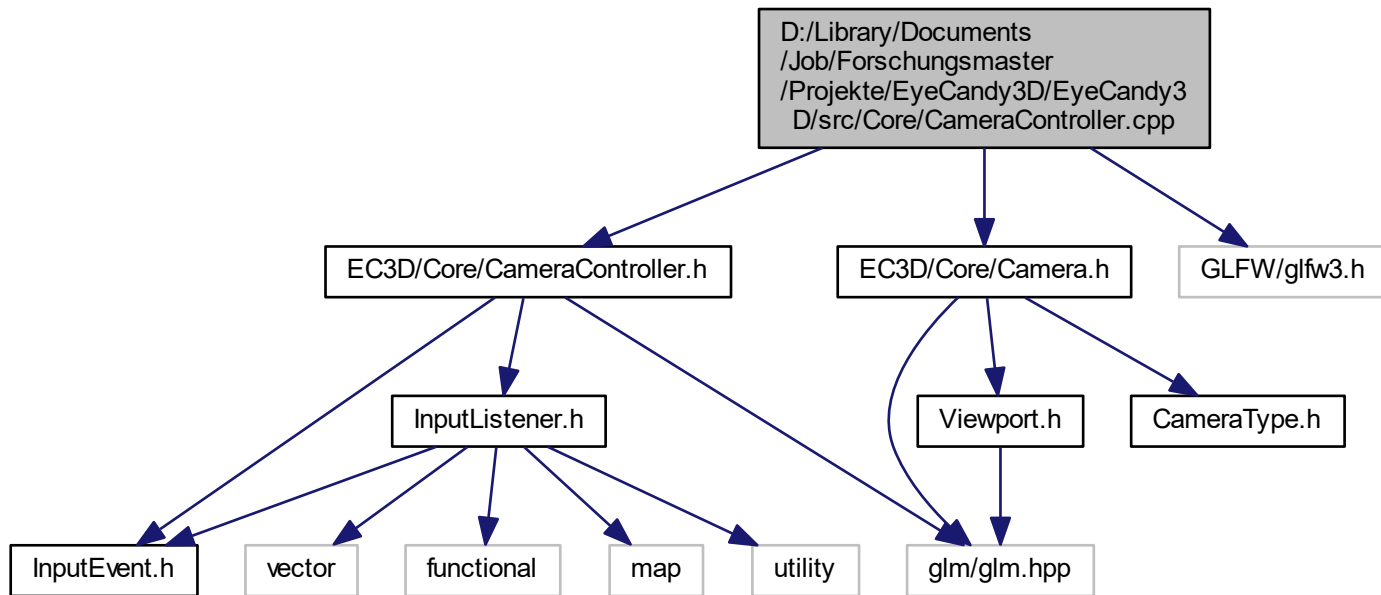 D:/Library/Documents
/Job/Forschungsmaster
/Projekte/EyeCandy3D/EyeCandy3
D/src/Core/CameraController.cpp
EC3D/Core/CameraController.h
EC3D/Core/Camera.h
GLFW/glfw3.h
InputListener.h
Viewport.h
CameraType.h
InputEvent.h
vector
functional
map
utility
glm/glm.hpp